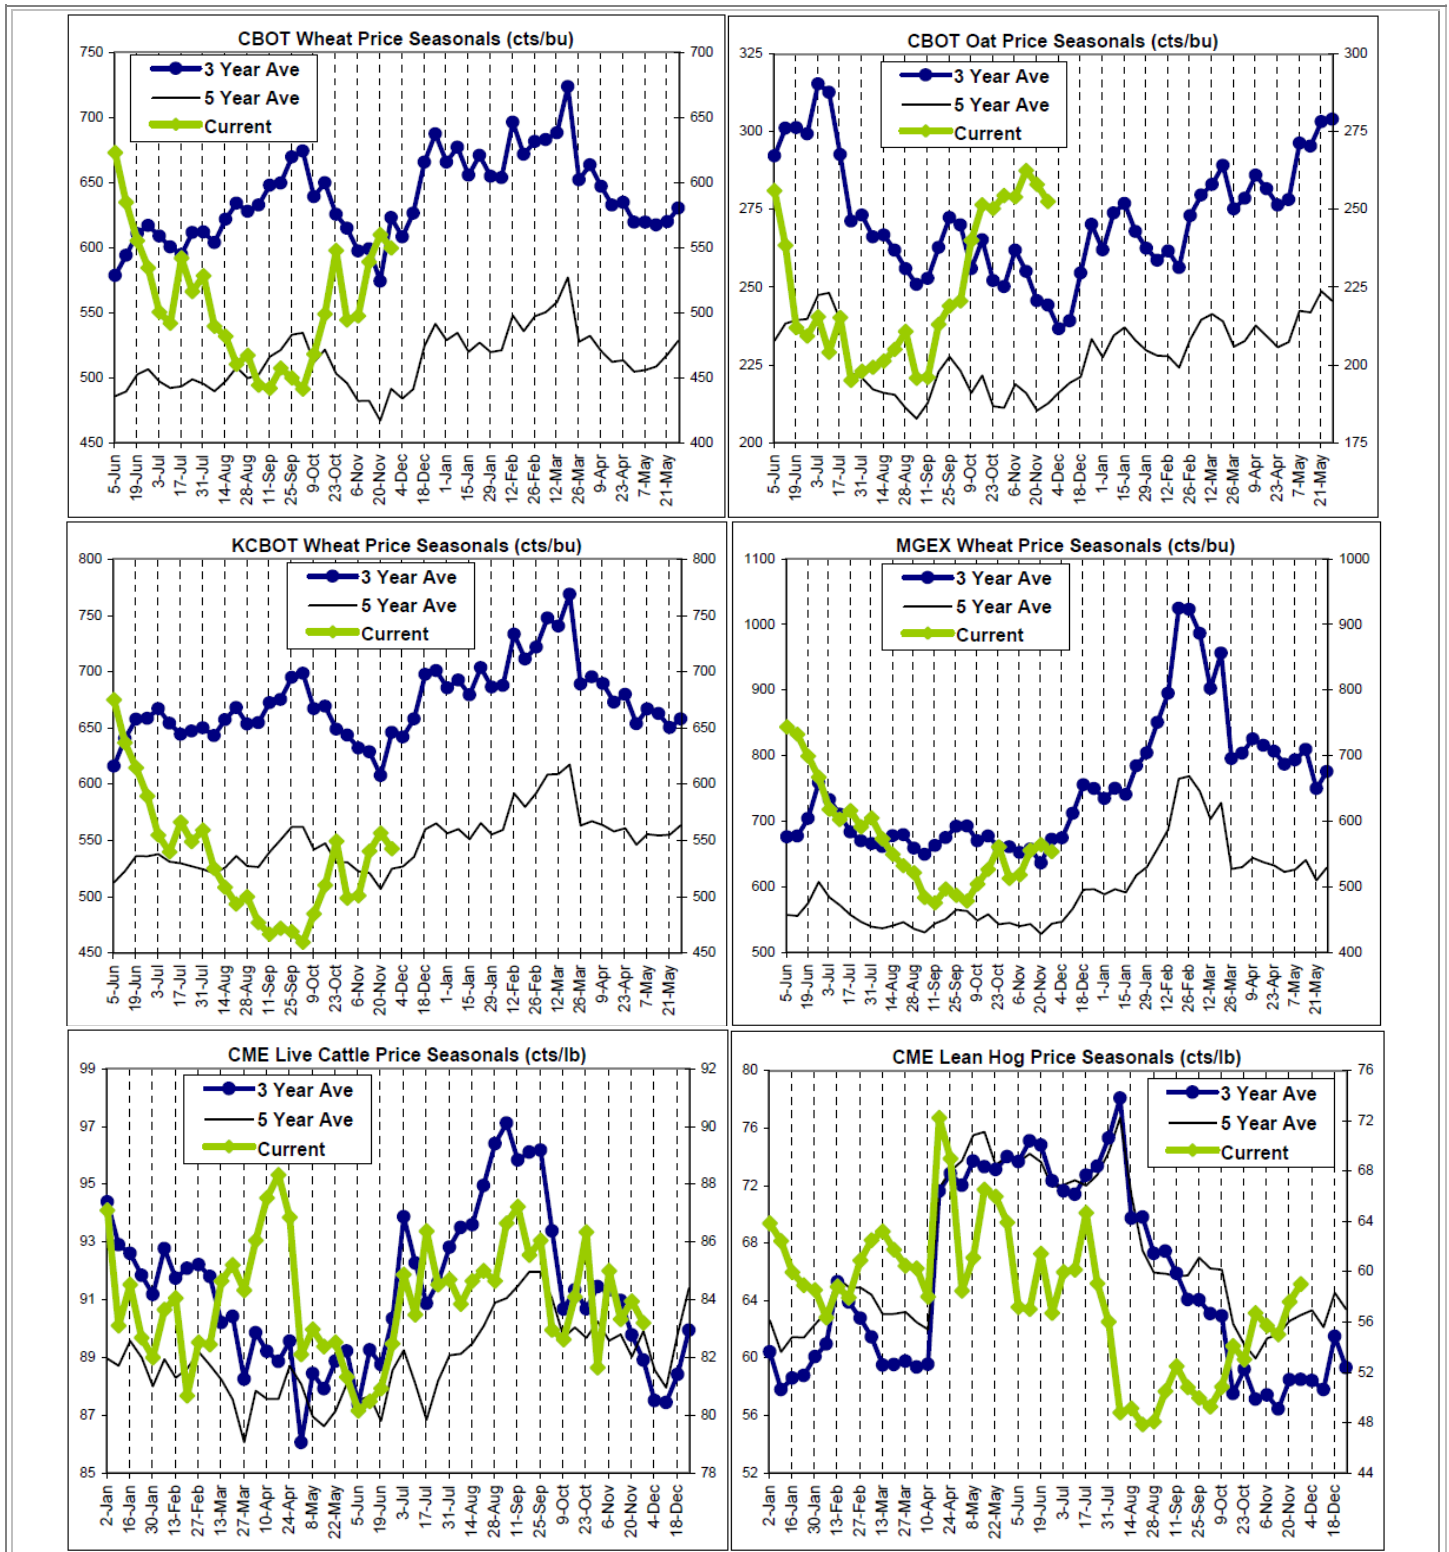 CBOT Wheat Price Seasonals (cts/bu)
3 Year Ave
5 Year Ave
Current
750
700
650
600
550
500
450
700
650
600
550
500
450
400
5-Jun
19-Jun
3-Jul
17-Jul
31-Jul
14-Aug
28-Aug
11-Sep
25-Sep
9-Oct
23-Oct
6-Nov
20-Nov
4-Dec
18-Dec
1-Jan
15-Jan
29-Jan
12-Feb
26-Feb
12-Mar
26-Mar
9-Apr
23-Apr
7-May
21-May
CBOT Oat Price Seasonals (cts/bu)
3 Year Ave
5 Year Ave
Current
325
300
275
250
225
200
300
275
250
225
200
175
5-Jun
19-Jun
3-Jul
17-Jul
31-Jul
14-Aug
28-Aug
11-Sep
25-Sep
9-Oct
23-Oct
6-Nov
20-Nov
4-Dec
18-Dec
1-Jan
15-Jan
29-Jan
12-Feb
26-Feb
12-Mar
26-Mar
9-Apr
23-Apr
7-May
21-May
KCBOT Wheat Price Seasonals (cts/bu)
3 Year Ave
5 Year Ave
Current
800
750
700
650
600
550
500
450
800
750
700
650
600
550
500
450
5-Jun
19-Jun
3-Jul
17-Jul
31-Jul
14-Aug
28-Aug
11-Sep
25-Sep
9-Oct
23-Oct
6-Nov
20-Nov
4-Dec
18-Dec
1-Jan
15-Jan
29-Jan
12-Feb
26-Feb
12-Mar
26-Mar
9-Apr
23-Apr
7-May
21-May
MGEX Wheat Price Seasonals (cts/bu)
3 Year Ave
5 Year Ave
Current
1100
1000
900
800
700
600
500
1000
900
800
700
600
500
400
5-Jun
19-Jun
3-Jul
17-Jul
31-Jul
14-Aug
28-Aug
11-Sep
25-Sep
9-Oct
23-Oct
6-Nov
20-Nov
4-Dec
18-Dec
1-Jan
15-Jan
29-Jan
12-Feb
26-Feb
12-Mar
26-Mar
9-Apr
23-Apr
7-May
21-May
CME Live Cattle Price Seasonals (cts/lb)
3 Year Ave
5 Year Ave
Current
99
97
95
93
91
89
87
85
92
90
88
86
84
82
80
78
2-Jan
16-Jan
30-Jan
13-Feb
27-Feb
13-Mar
27-Mar
10-Apr
24-Apr
8-May
22-May
5-Jun
19-Jun
3-Jul
17-Jul
31-Jul
14-Aug
28-Aug
11-Sep
25-Sep
9-Oct
23-Oct
6-Nov
20-Nov
4-Dec
18-Dec
CME Lean Hog Price Seasonals (cts/lb)
3 Year Ave
5 Year Ave
Current
80
76
72
68
64
60
56
52
76
72
68
64
60
56
52
48
44
2-Jan
16-Jan
30-Jan
13-Feb
27-Feb
13-Mar
27-Mar
10-Apr
24-Apr
8-May
22-May
5-Jun
19-Jun
3-Jul
17-Jul
31-Jul
14-Aug
28-Aug
11-Sep
25-Sep
9-Oct
23-Oct
6-Nov
20-Nov
4-Dec
18-Dec